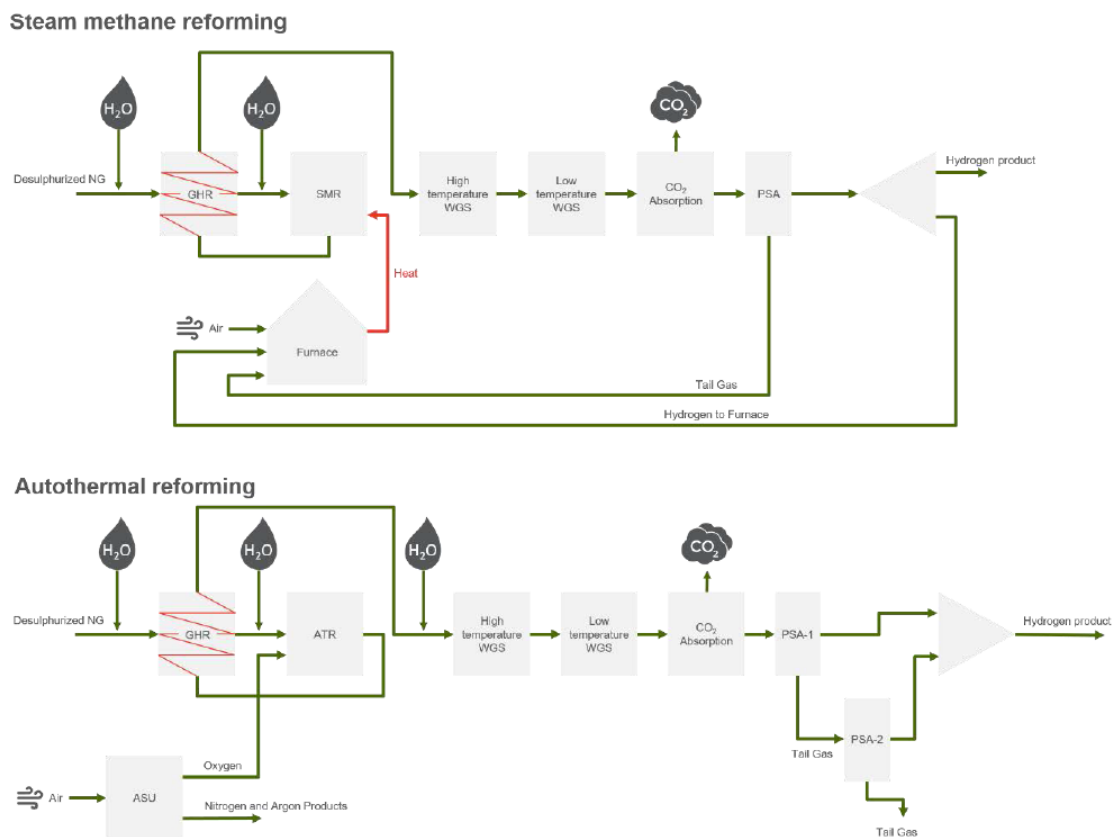 Steam methane reforming
H₂O
H₂O
CO₂
Desulphurized NG
GHR
SMR
High
temperature
WGS
Low
temperature
WGS
CO₂
Absorption
PSA
Hydrogen product
Heat
Air
Furnace
Tail Gas
Hydrogen to Furnace
Autothermal reforming
H₂O
H₂O
H₂O
CO₂
Desulphurized NG
GHR
ATR
High
temperature
WGS
Low
temperature
WGS
CO₂
Absorption
PSA-1
Hydrogen product
PSA-2
Tail Gas
Oxygen
Air
ASU
Nitrogen and Argon Products
Tail Gas